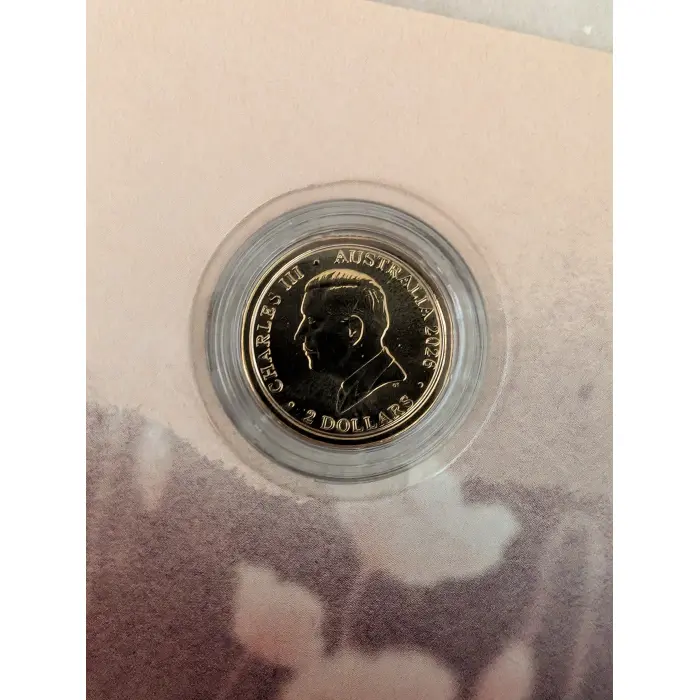 CHARLES III · AUSTRALIA 2026
· 2 DOLLARS ·